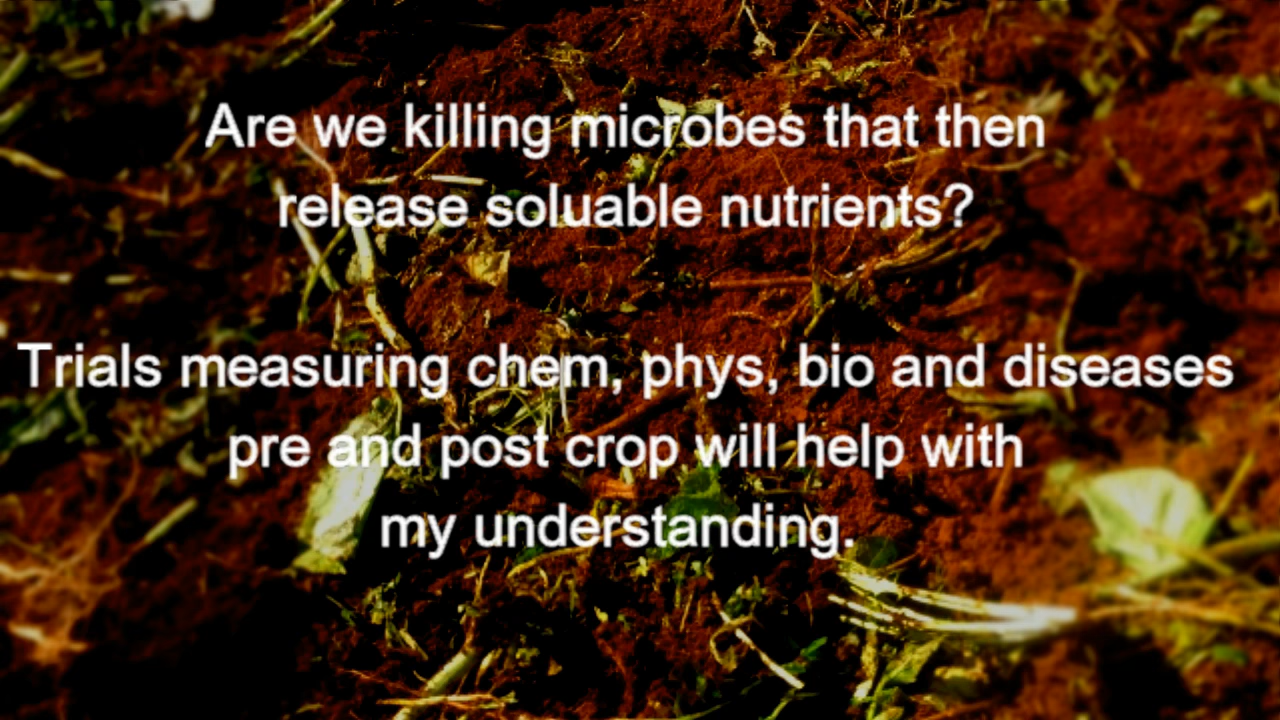 Are we killing microbes that then
release soluable nutrients?
Trials measuring chem, phys, bio and diseases
pre and post crop will help with
my understanding.